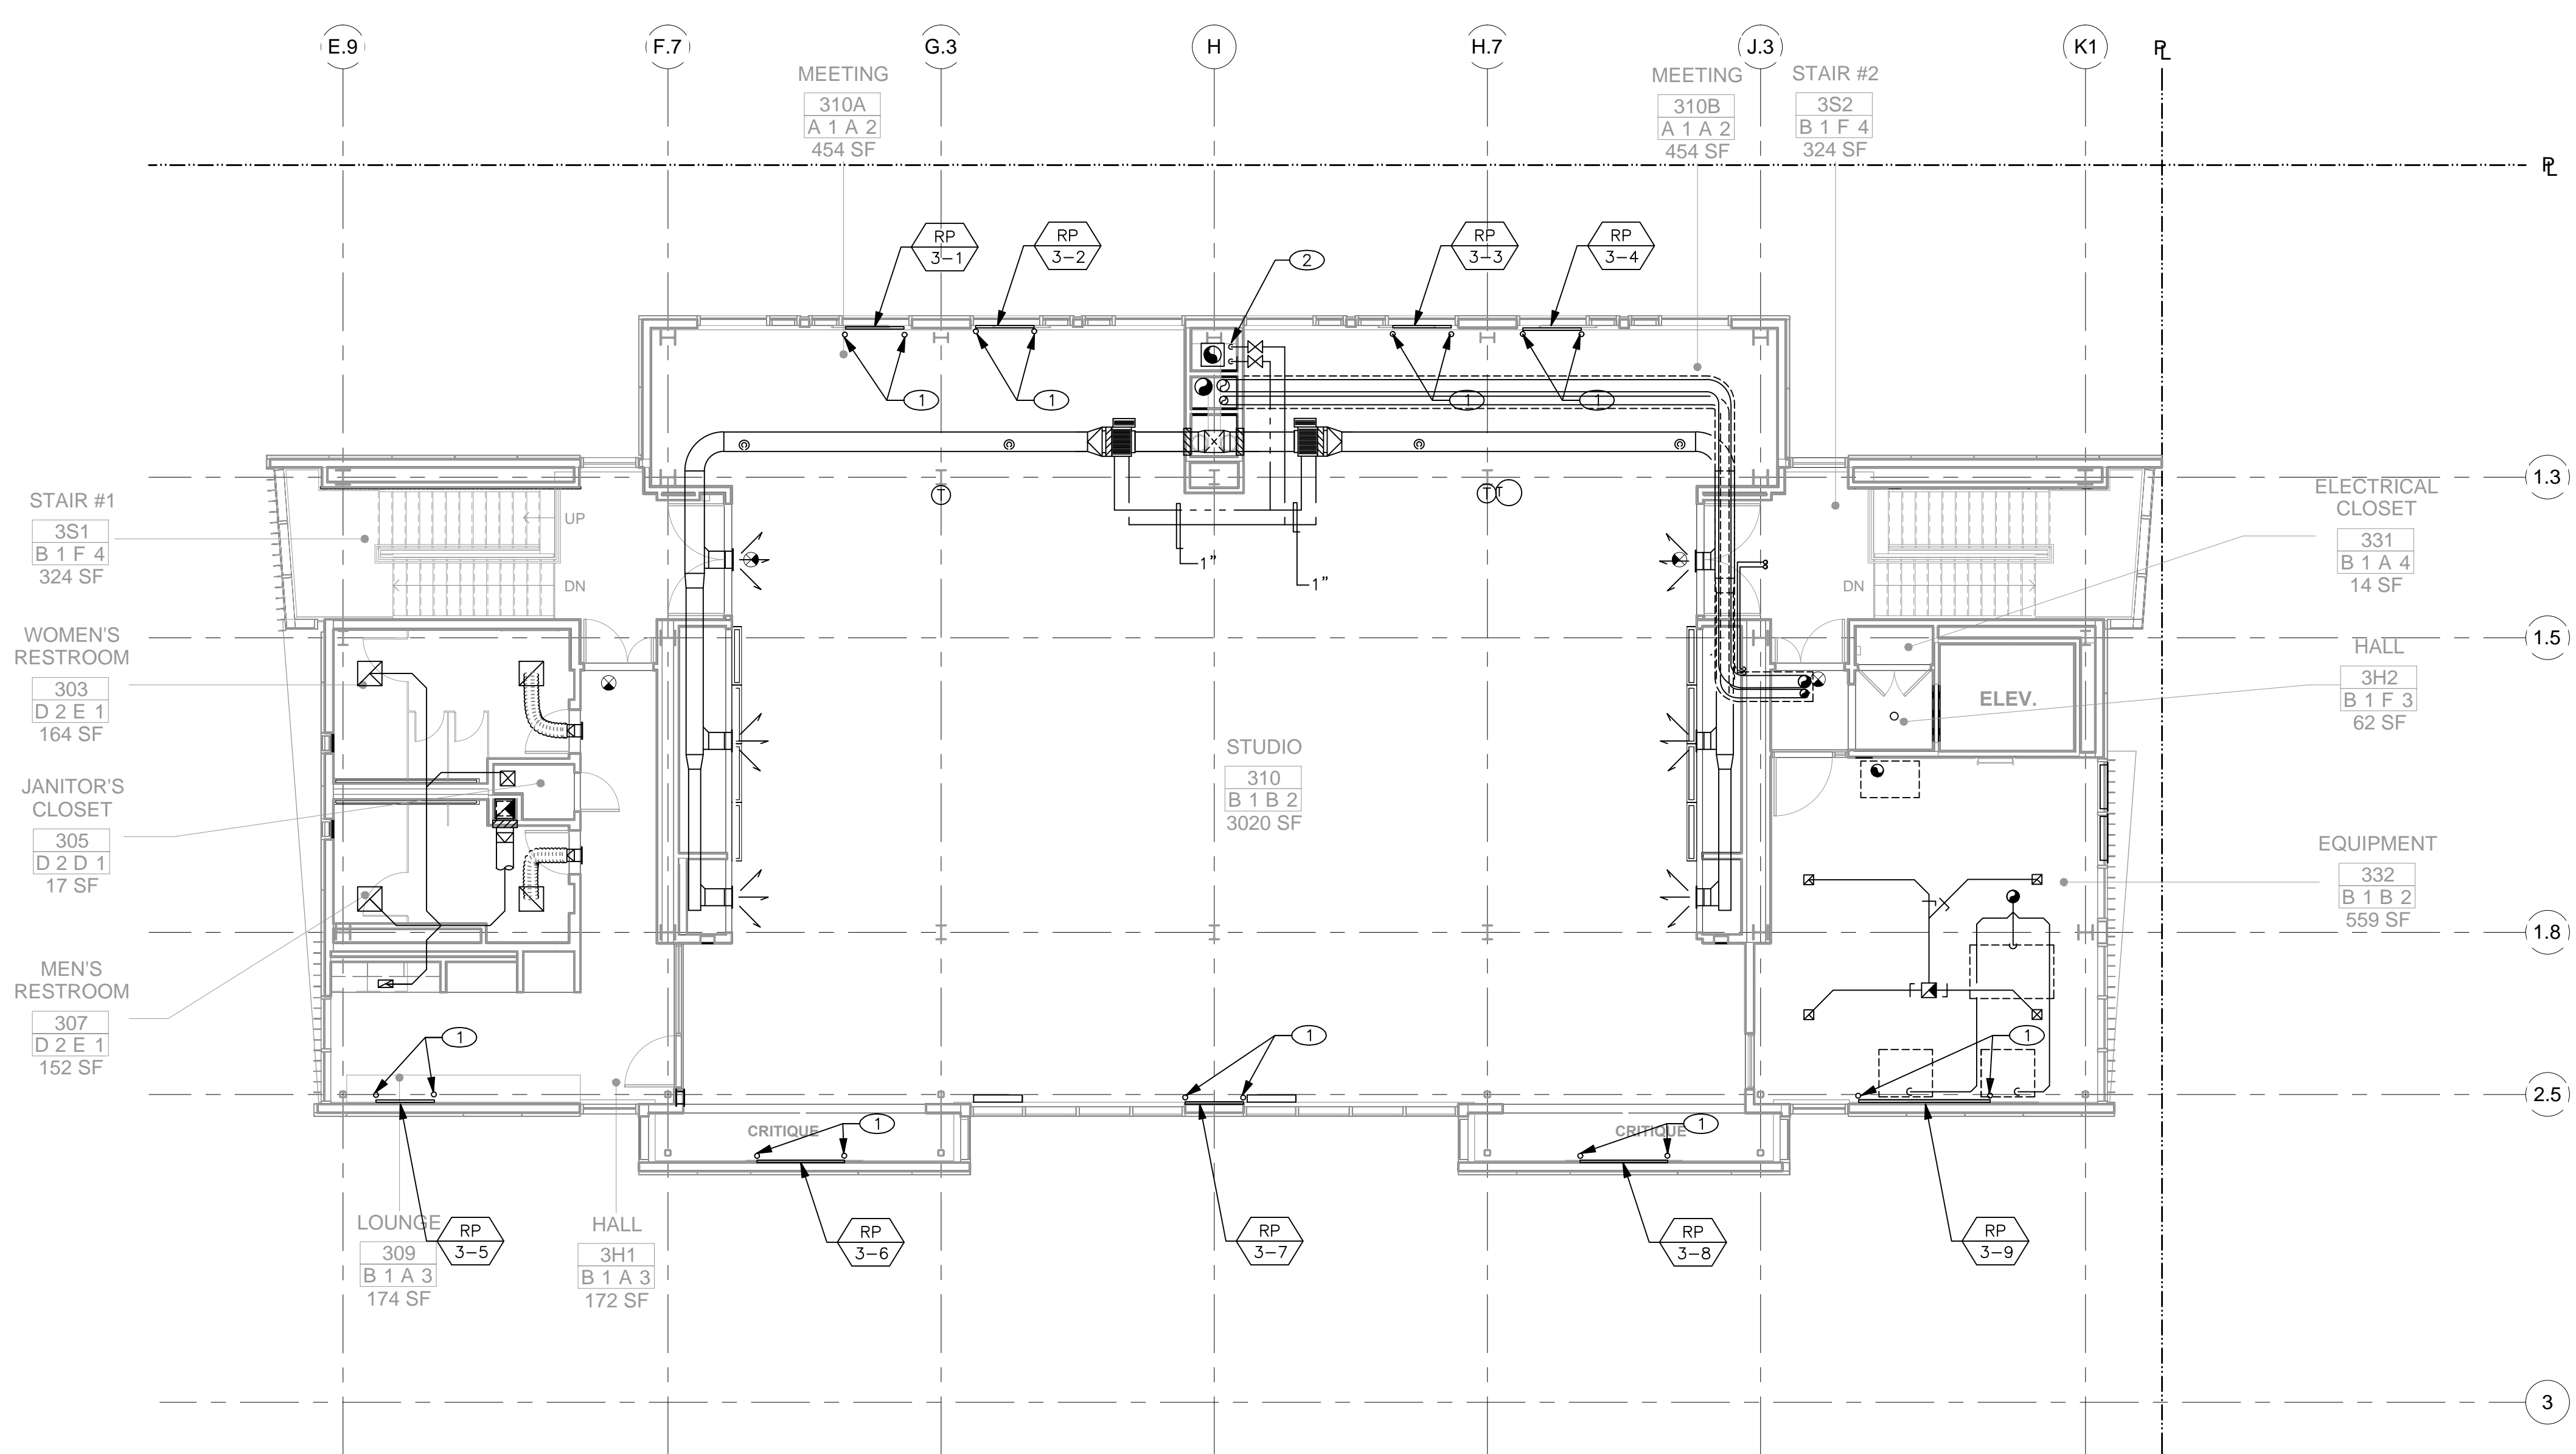 E.9
F.7
G.3
H
H.7
J.3
K1
PL
MEETING
310A
A 1 A 2
454 SF
MEETING
310B
A 1 A 2
454 SF
STAIR #2
3S2
B 1 F 4
324 SF
PL
RP
3-1
RP
3-2
RP
3-3
RP
3-4
2
1
1
1
1
1.3
STAIR #1
3S1
B 1 F 4
324 SF
UP
DN
T
T
T
1"
1"
DN
ELECTRICAL
CLOSET
331
B 1 A 4
14 SF
1.5
WOMEN'S
RESTROOM
303
D 2 E 1
164 SF
HALL
3H2
B 1 F 3
62 SF
ELEV.
STUDIO
310
B 1 B 2
3020 SF
JANITOR'S
CLOSET
305
D 2 D 1
17 SF
EQUIPMENT
332
B 1 B 2
559 SF
1.8
MEN'S
RESTROOM
307
D 2 E 1
152 SF
1
1
1
2.5
CRITIQUE
1
CRITIQUE
1
LOUNGE
309
B 1 A 3
174 SF
RP
3-5
HALL
3H1
B 1 A 3
172 SF
RP
3-6
RP
3-7
RP
3-8
RP
3-9
3